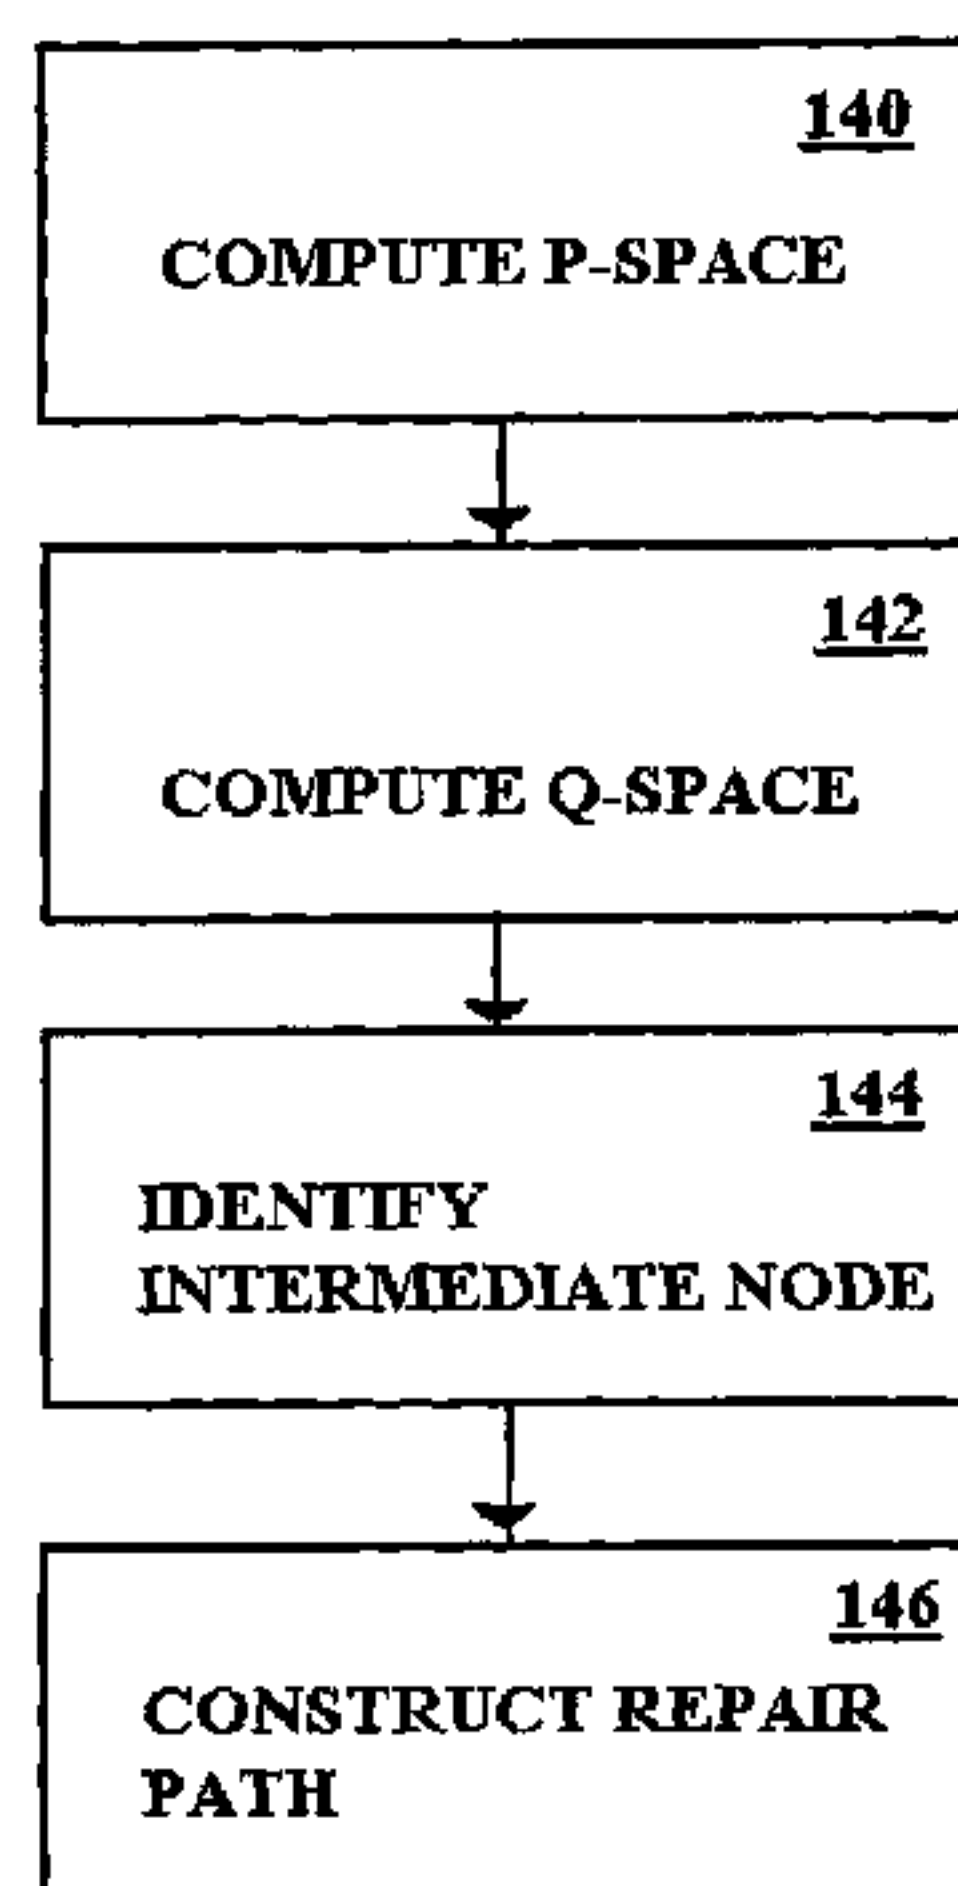 140
COMPUTE P-SPACE
142
COMPUTE Q-SPACE
144
IDENTIFY
INTERMEDIATE NODE
146
CONSTRUCT REPAIR
PATH